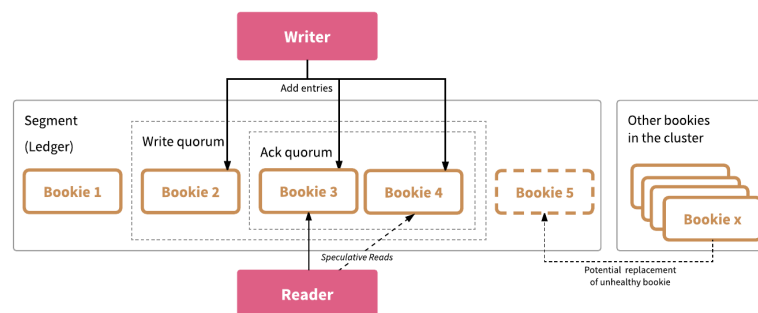 Writer
Add entries
Segment
(Ledger)
Write quorum
Ack quorum
Other bookies
in the cluster
Bookie 1
Bookie 2
Bookie 3
Bookie 4
Bookie 5
Bookie x
Speculative Reads
Potential replacement
of unhealthy bookie
Reader